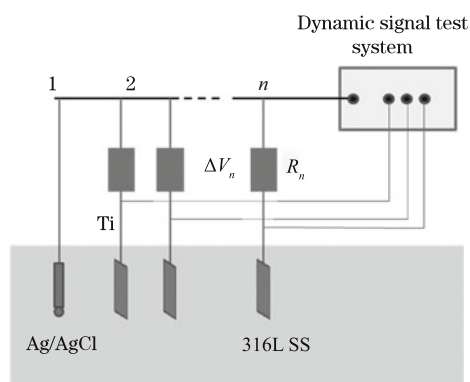 Dynamic signal test
system
1 2 n
ΔVn Rn
Ti
Ag/AgCl 316L SS